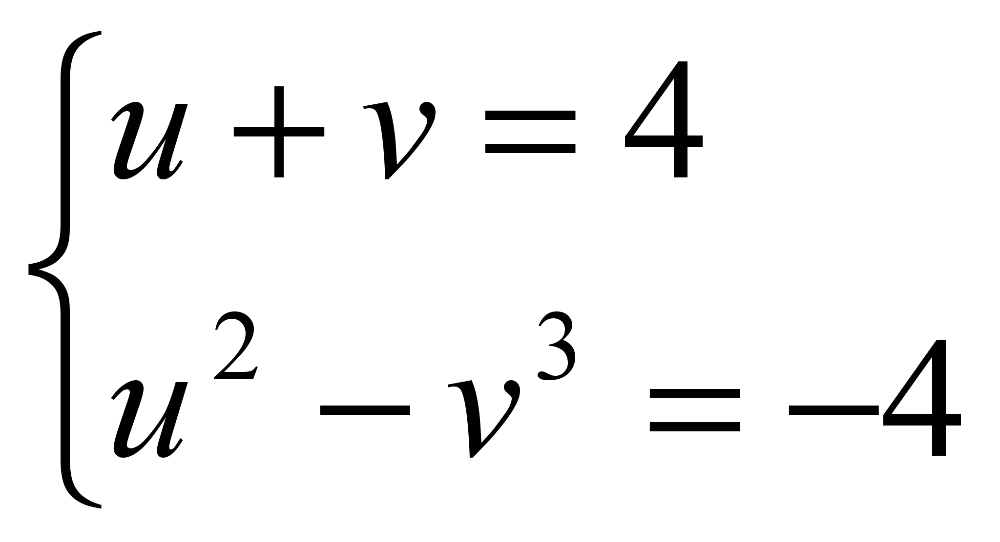 u + v = 4
u² − v³ = −4